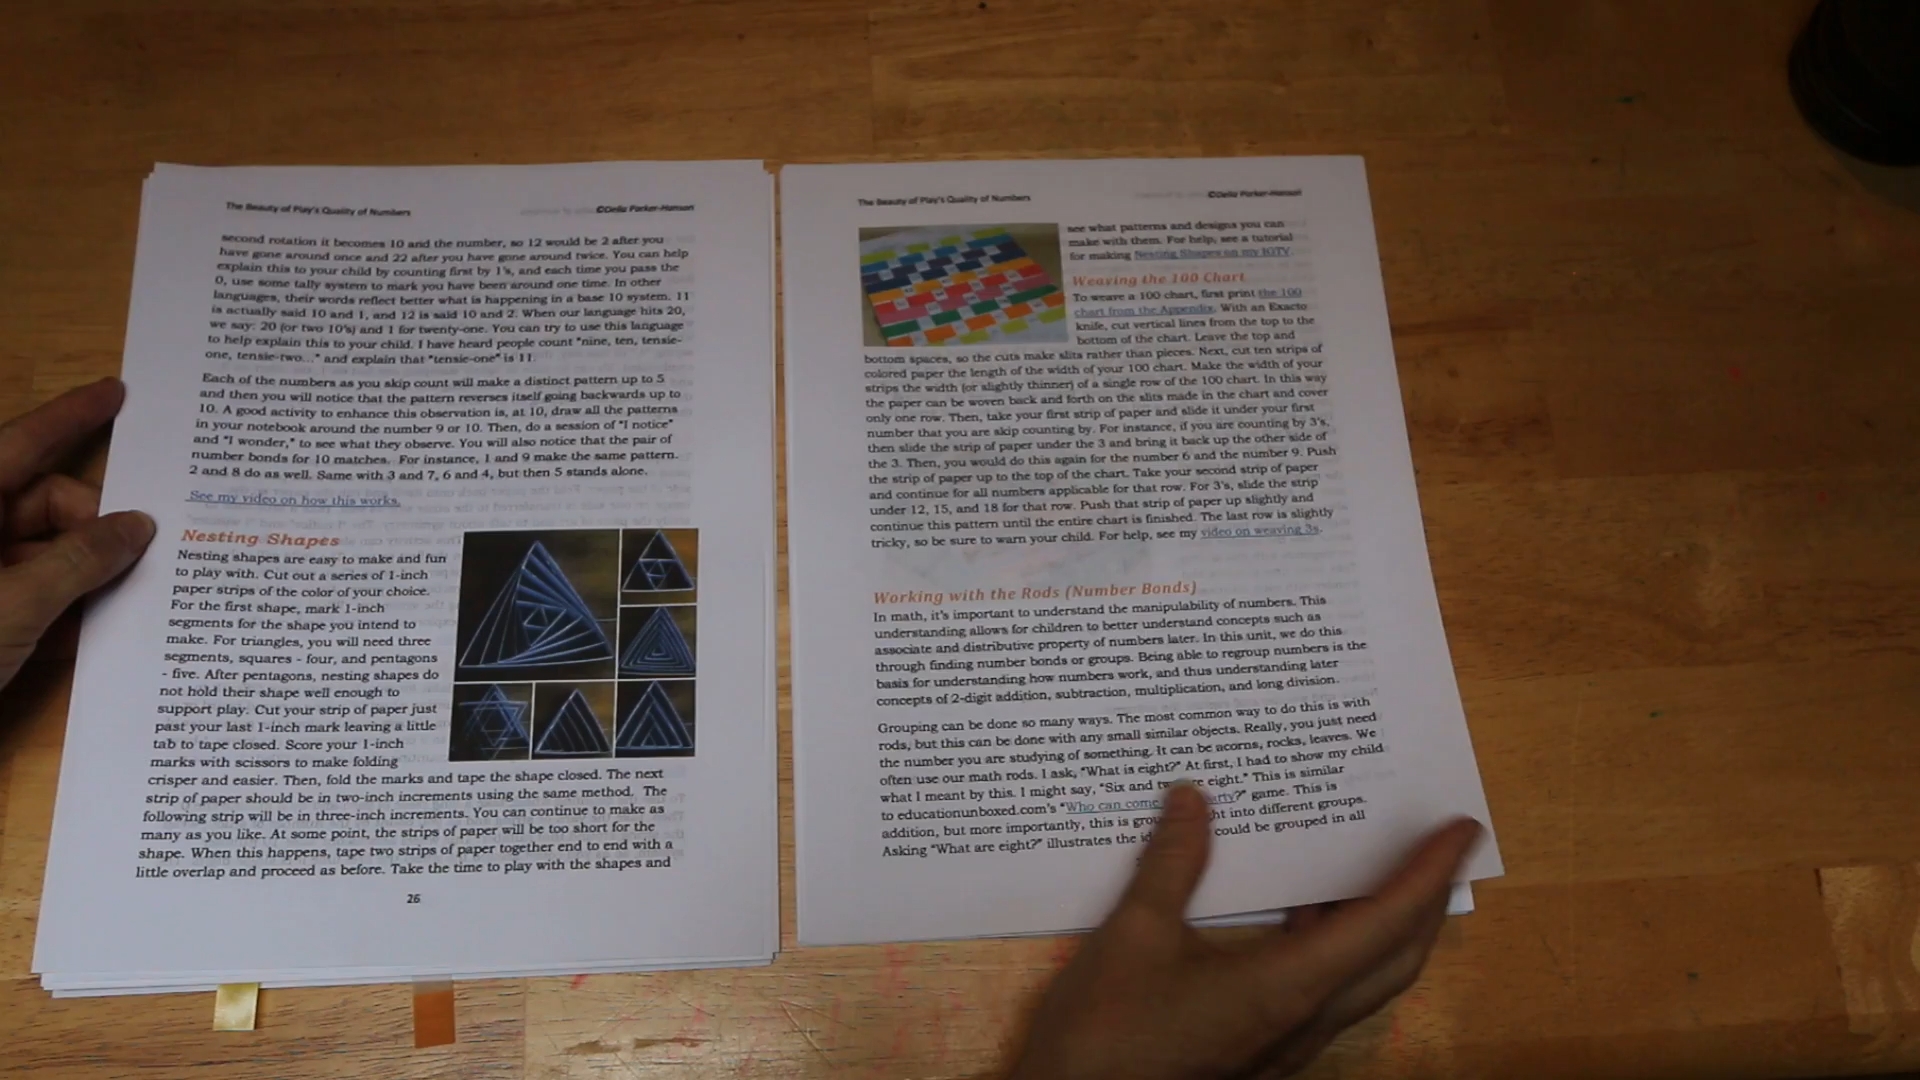 The Beauty of Play's Quality of Numbers ©Delia Parker-Hanson
second rotation it becomes 10 and the number, so 12 would be 2 after you
have gone around once and 22 after you have gone around twice. You can help
explain this to your child by counting first by 1's, and each time you pass the
0, use some tally system to mark you have been around one time. In other
languages, their words reflect better what is happening in a base 10 system. 11
is actually said 10 and 1, and 12 is said 10 and 2. When our language hits 20,
we say: 20 (or two 10's) and 1 for twenty-one. You can try to use this language
to help explain this to your child. I have heard people count "nine, ten, tensie-
one, tensie-two..." and explain that "tensie-one" is 11.
Each of the numbers as you skip count will make a distinct pattern up to 5
and then you will notice that the pattern reverses itself going backwards up to
10. A good activity to enhance this observation is, at 10, draw all the patterns
in your notebook around the number 9 or 10. Then, do a session of "I notice"
and "I wonder," to see what they observe. You will also notice that the pair of
number bonds for 10 matches. For instance, 1 and 9 make the same pattern.
2 and 8 do as well. Same with 3 and 7, 6 and 4, but then 5 stands alone.
See my video on how this works.
Nesting Shapes
Nesting shapes are easy to make and fun
to play with. Cut out a series of 1-inch
paper strips of the color of your choice.
For the first shape, mark 1-inch
segments for the shape you intend to
make. For triangles, you will need three
segments, squares - four, and pentagons
- five. After pentagons, nesting shapes do
not hold their shape well enough to
support play. Cut your strip of paper just
past your last 1-inch mark leaving a little
tab to tape closed. Score your 1-inch
marks with scissors to make folding
crisper and easier. Then, fold the marks and tape the shape closed. The next
strip of paper should be in two-inch increments using the same method. The
following strip will be in three-inch increments. You can continue to make as
many as you like. At some point, the strips of paper will be too short for the
shape. When this happens, tape two strips of paper together end to end with a
little overlap and proceed as before. Take the time to play with the shapes and
26
The Beauty of Play's Quality of Numbers ©Delia Parker-Hanson
see what patterns and designs you can
make with them. For help, see a tutorial
for making Nesting Shapes on my IGTV.
Weaving the 100 Chart
To weave a 100 chart, first print the 100
chart from the Appendix. With an Exacto
knife, cut vertical lines from the top to the
bottom of the chart. Leave the top and
bottom spaces, so the cuts make slits rather than pieces. Next, cut ten strips of
colored paper the length of the width of your 100 chart. Make the width of your
strips the width (or slightly thinner) of a single row of the 100 chart. In this way
the paper can be woven back and forth on the slits made in the chart and cover
only one row. Then, take your first strip of paper and slide it under your first
number that you are skip counting by. For instance, if you are counting by 3's,
then slide the strip of paper under the 3 and bring it back up the other side of
the 3. Then, you would do this again for the number 6 and the number 9. Push
the strip of paper up to the top of the chart. Take your second strip of paper
and continue for all numbers applicable for that row. For 3's, slide the strip
under 12, 15, and 18 for that row. Push that strip of paper up slightly and
continue this pattern until the entire chart is finished. The last row is slightly
tricky, so be sure to warn your child. For help, see my video on weaving 3s.
Working with the Rods (Number Bonds)
In math, it's important to understand the manipulability of numbers. This
understanding allows for children to better understand concepts such as
associate and distributive property of numbers later. In this unit, we do this
through finding number bonds or groups. Being able to regroup numbers is the
basis for understanding how numbers work, and thus understanding later
concepts of 2-digit addition, subtraction, multiplication, and long division.
Grouping can be done so many ways. The most common way to do this is with
rods, but this can be done with any small similar objects. Really, you just need
the number you are studying of something. It can be acorns, rocks, leaves. We
often use our math rods. I ask, "What is eight?" At first, I had to show my child
what I meant by this. I might say, "Six and two are eight." This is similar
to educationunboxed.com's "Who can come party?" game. This is
addition, but more importantly, this is into different groups.
Asking "What are eight?" illustrates the could be grouped in all